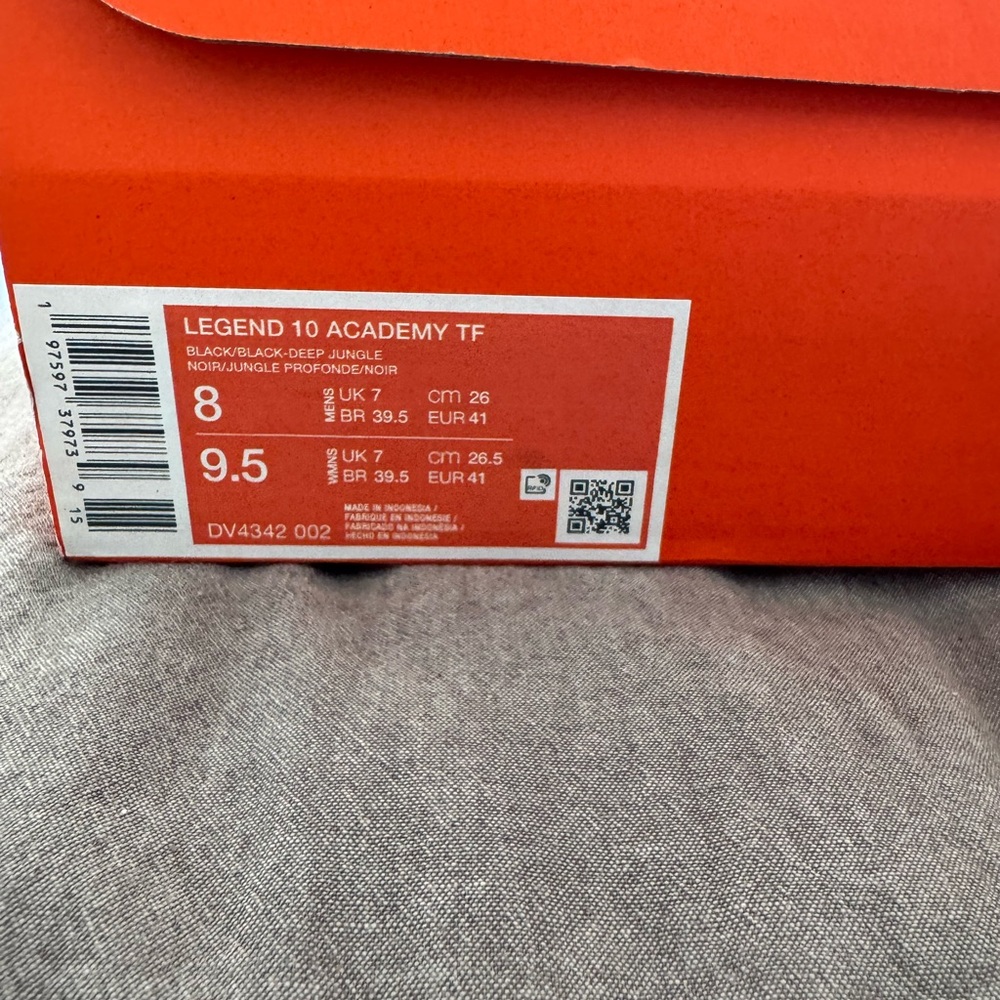 LEGEND 10 ACADEMY TF
BLACK/BLACK-DEEP JUNGLE
NOIR/JUNGLE PROFONDE/NOIR
8 MENS UK 7 cm 26
BR 39.5 EUR 41
9.5 WMNS UK 7 cm 26.5
BR 39.5 EUR 41
DV4342 002
MADE IN INDONESIA /
FABRIQUE EN INDONESIE /
FABRICADO NA INDONESIA /
HECHO EN INDONESIA
RFID
1 97597 37973 9 15